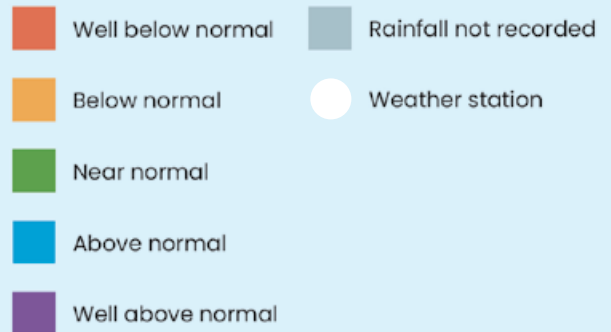 Well below normal
Rainfall not recorded
Below normal
Weather station
Near normal
Above normal
Well above normal